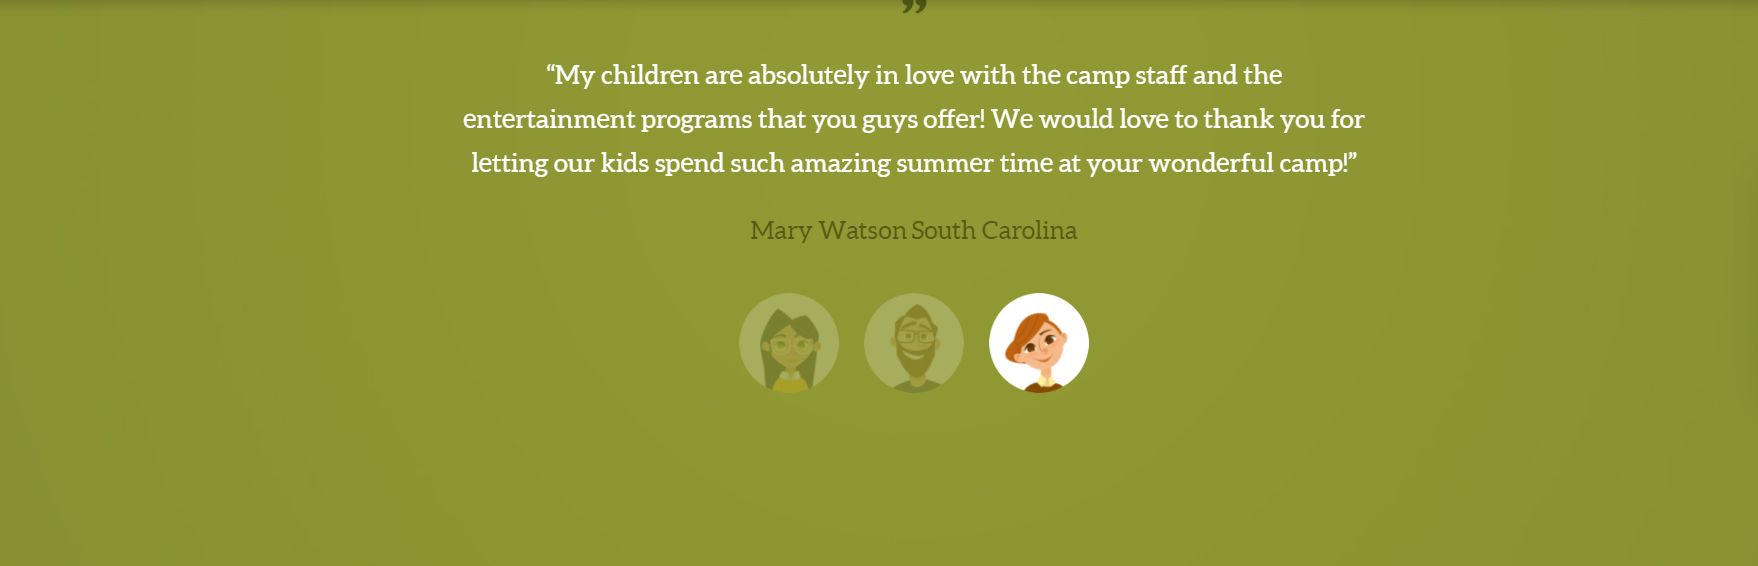 ”
“My children are absolutely in love with the camp staff and the
entertainment programs that you guys offer! We would love to thank you for
letting our kids spend such amazing summer time at your wonderful camp!”
Mary Watson South Carolina